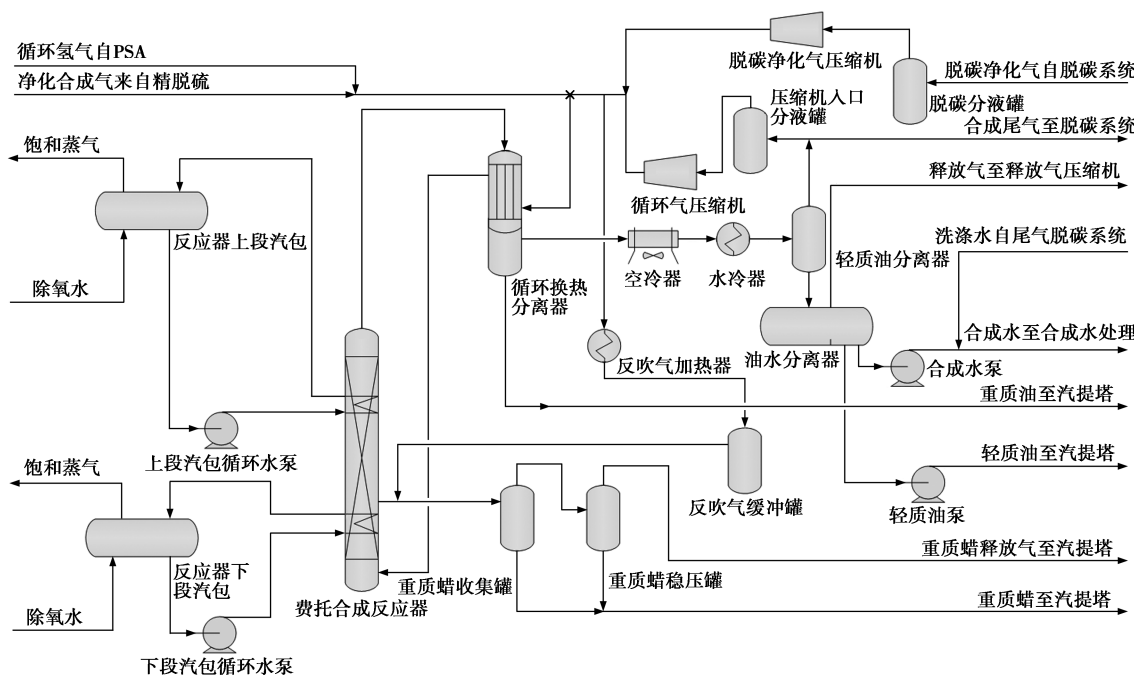 循环氢气自PSA
净化合成气来自精脱硫
脱碳净化气压缩机
脱碳净化气自脱碳系统
脱碳分液罐
压缩机入口
分液罐
合成尾气至脱碳系统
饱和蒸气
释放气至释放气压缩机
循环气压缩机
反应器上段汽包
洗涤水自尾气脱碳系统
轻质油分离器
空冷器
水冷器
除氧水
循环换热
分离器
合成水至合成水处理
油水分离器
反吹气加热器
合成水泵
重质油至汽提塔
上段汽包循环水泵
饱和蒸气
轻质油至汽提塔
反吹气缓冲罐
轻质油泵
重质蜡释放气至汽提塔
反应器下
段汽包
重质蜡收集罐
重质蜡稳压罐
费托合成反应器
重质蜡至汽提塔
除氧水
下段汽包循环水泵